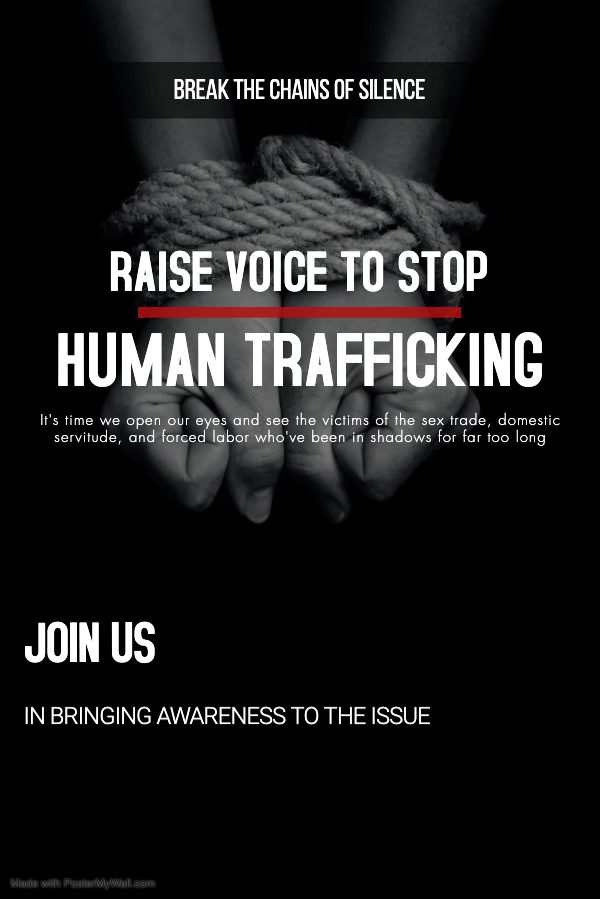 BREAK THE CHAINS OF SILENCE
RAISE VOICE TO STOP
HUMAN TRAFFICKING
It's time we open our eyes and see the victims of the sex trade, domestic
servitude, and forced labor who've been in shadows for far too long
JOIN US
IN BRINGING AWARENESS TO THE ISSUE
Made with PosterMyWall.com